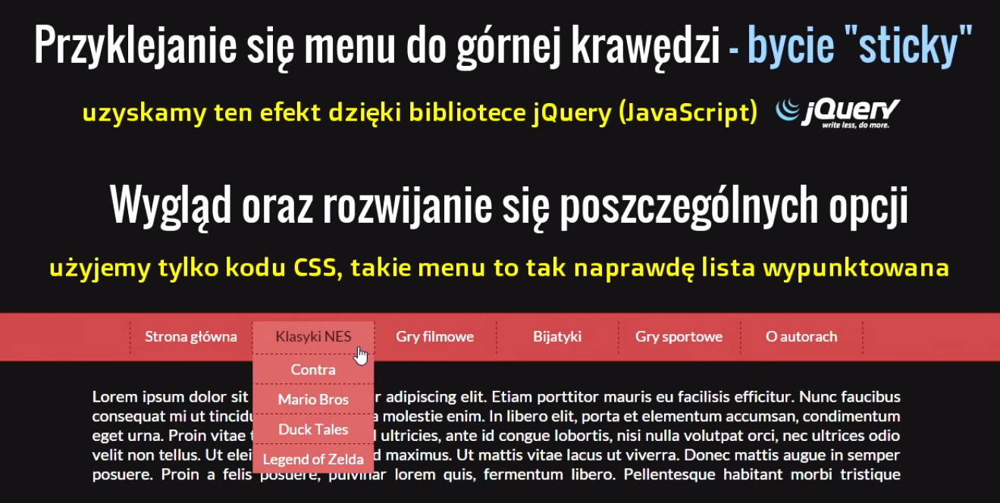 Przyklejanie się menu do górnej krawędzi - bycie "sticky"
uzyskamy ten efekt dzięki bibliotece jQuery (JavaScript) jQuery
write less, do more.
Wygląd oraz rozwijanie się poszczególnych opcji
użyjemy tylko kodu CSS, takie menu to tak naprawdę lista wypunktowana
Strona główna Klasyki NES Gry filmowe Bijatyki Gry sportowe O autorach
Contra
Mario Bros
Duck Tales
Legend of Zelda
Lorem ipsum dolor sit adipiscing elit. Etiam porttitor mauris eu facilisis efficitur. Nunc faucibus
consequat mi ut molestie enim. In libero elit, porta et elementum accumsan, condimentum
eget urna. Proin vitae ultricies, ante id congue lobortis, nisi nulla volutpat orci, nec ultrices odio
velit non tellus. Ut maximus. Ut mattis vitae lacus ut viverra. Donec mattis augue in semper
posuere. Proin a felis posuere, pulvinar lorem quis, fermentum libero. Pellentesque habitant morbi tristique